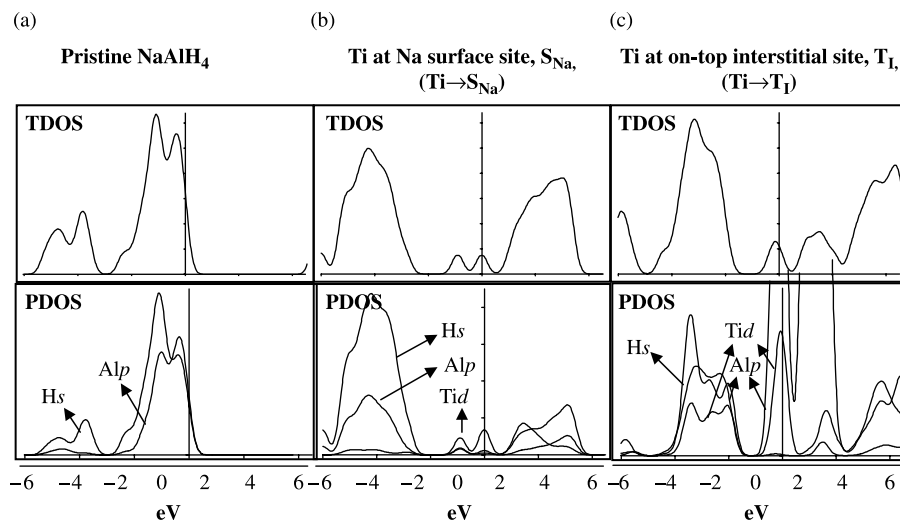 (a)
Pristine NaAlH4
(b)
Ti at Na surface site, SNa,
(Ti→SNa)
(c)
Ti at on-top interstitial site, TI,
(Ti→TI)
TDOS
TDOS
TDOS
PDOS
Hs
Alp
PDOS
Hs
Alp
Tid
PDOS
Hs
Tid
Alp
−6 −4 −2 0 2 4 6
eV
−6 −4 −2 0 2 4 6
eV
−6 −4 −2 0 2 4 6
eV